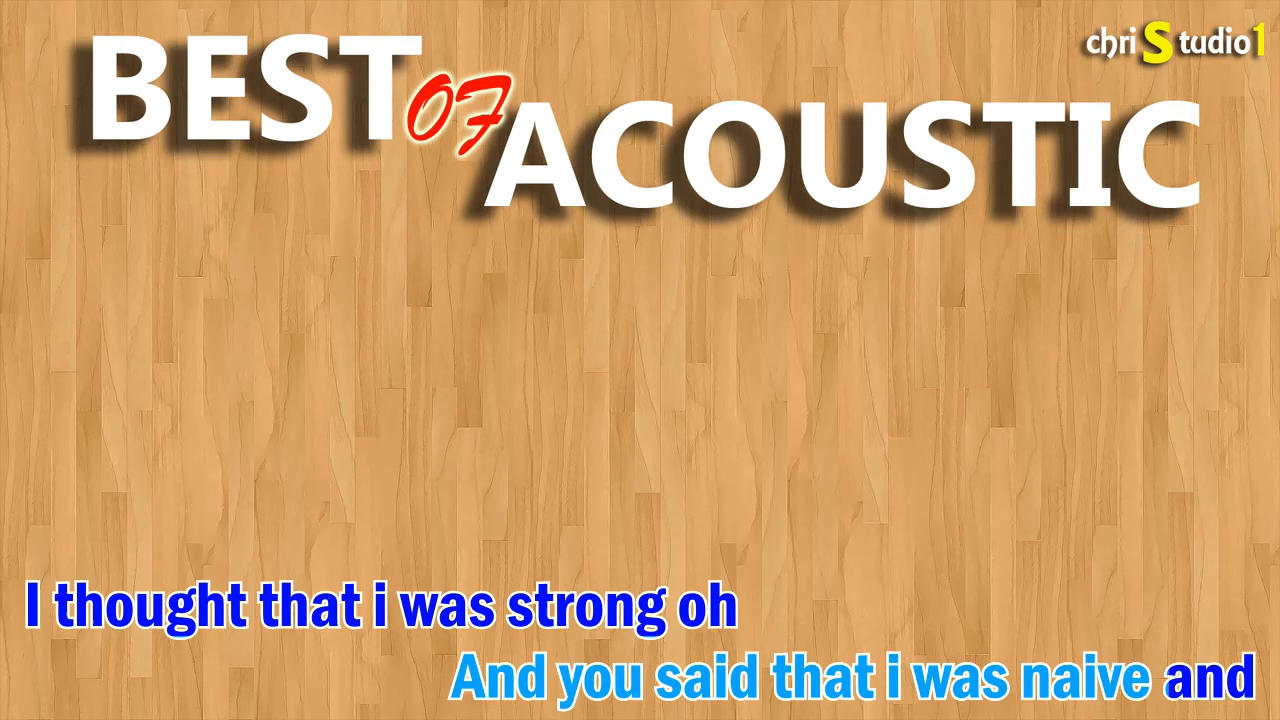 BEST OF ACOUSTIC
chriStudio1
I thought that i was strong oh
And you said that i was naive and